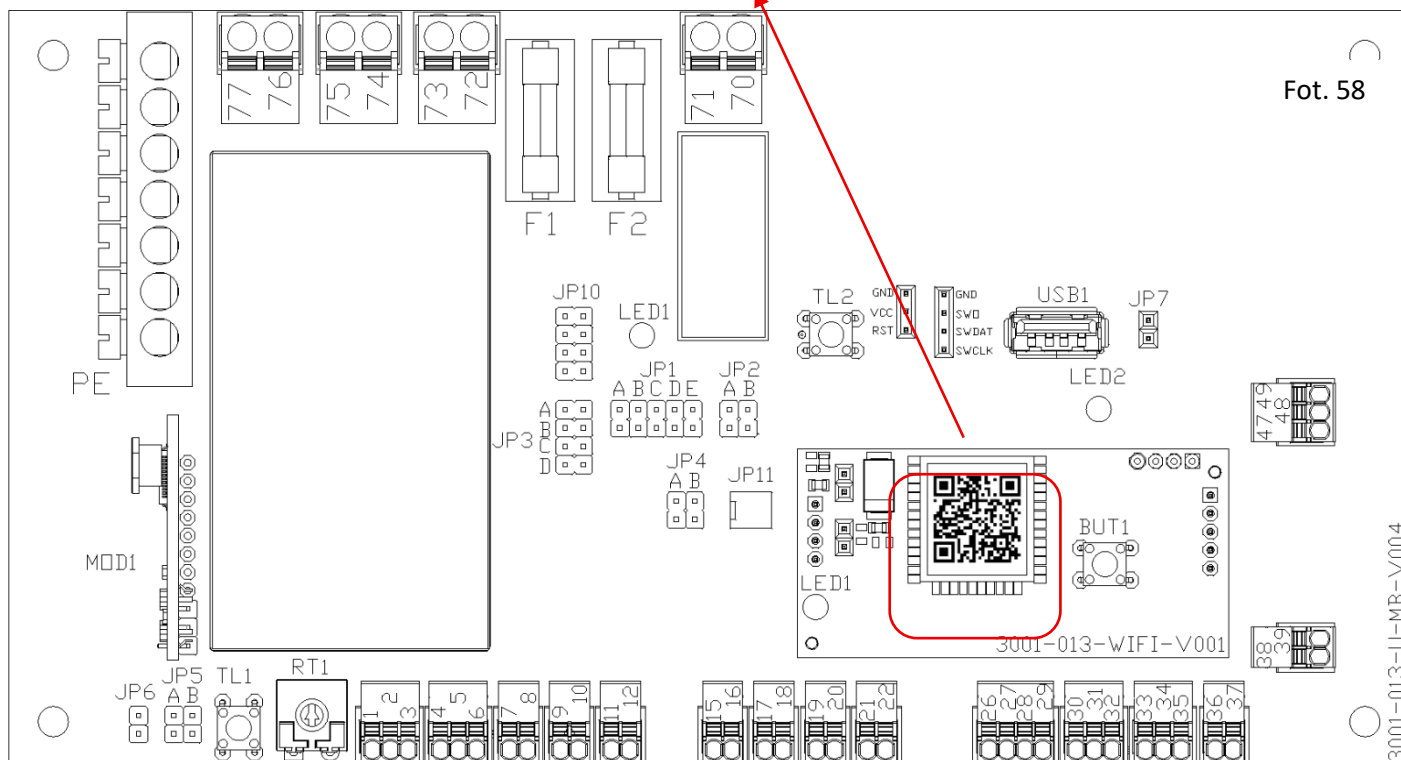 Fot. 58
77 76 75 74 73 72 71 70
F1 F2
PE
JP10
LED1
TL2
GND
VCC
RST
GND
SWO
SWDAT
SWCLK
USB1
JP7
LED2
JP1
A B C D E
JP2
A B
JP3
A
B
C
D
JP4
A B
JP11
47 48 49
MOD1
LED1
BUT1
3001-013-WIFI-V001
38 39
3001-013-U-MB-V004
JP6
JP5
A B
TL1
RT1
1 2 3 4 5 6 7 8 9 10 11 12 15 16 17 18 19 20 21 22 26 27 28 29 30 31 32 33 34 35 36 37